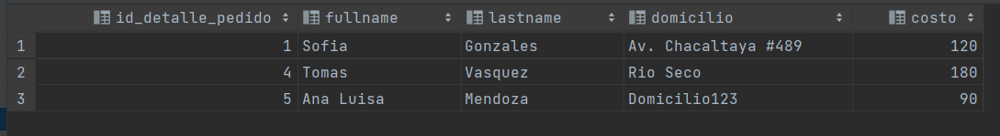 id_detalle_pedido fullname lastname domicilio costo
1 1 Sofia Gonzales Av. Chacaltaya #489 120
2 4 Tomas Vasquez Rio Seco 180
3 5 Ana Luisa Mendoza Domicilio123 90